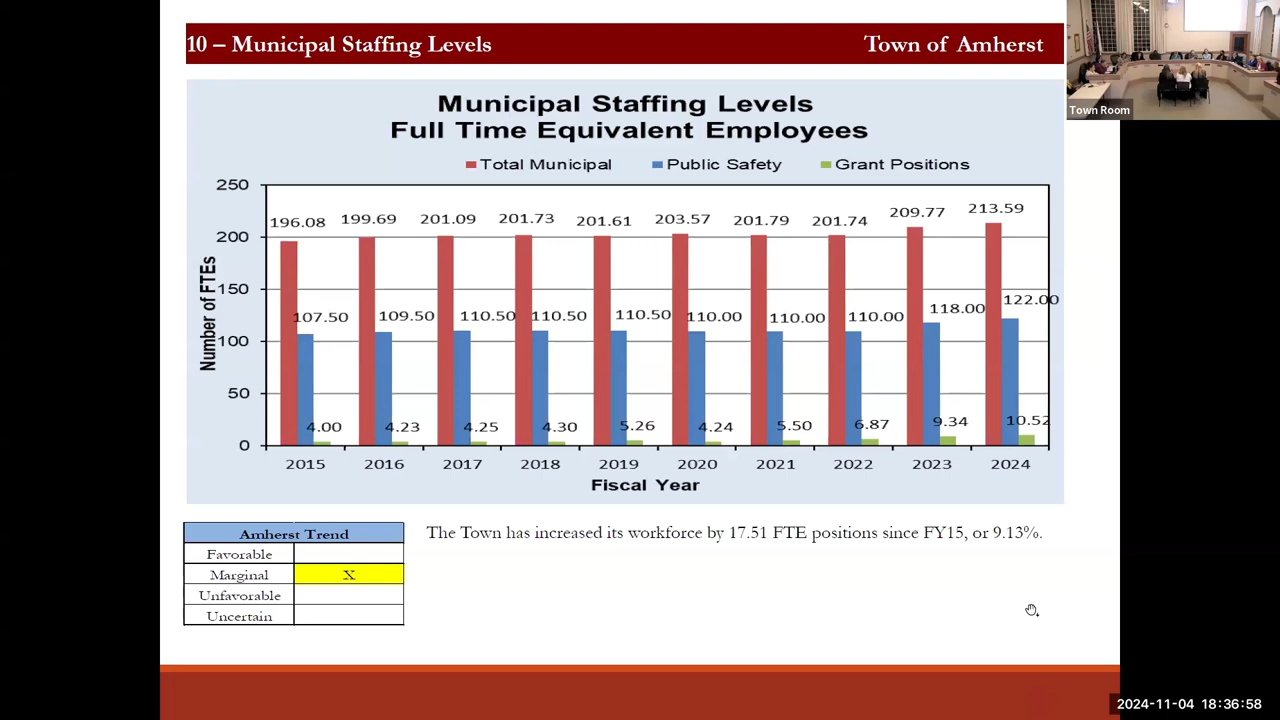 10 – Municipal Staffing Levels Town of Amherst
Town Room
Municipal Staffing Levels
Full Time Equivalent Employees
Total Municipal Public Safety Grant Positions
Number of FTEs
250
200
150
100
50
0
196.08 199.69 201.09 201.73 201.61 203.57 201.79 201.74 209.77 213.59
107.50 109.50 110.50 110.50 110.50 110.00 110.00 110.00 118.00 122.00
4.00 4.23 4.25 4.30 5.26 4.24 5.50 6.87 9.34 10.52
2015 2016 2017 2018 2019 2020 2021 2022 2023 2024
Fiscal Year
Amherst Trend
Favorable
Marginal X
Unfavorable
Uncertain
The Town has increased its workforce by 17.51 FTE positions since FY15, or 9.13%.
2024-11-04 18:36:58